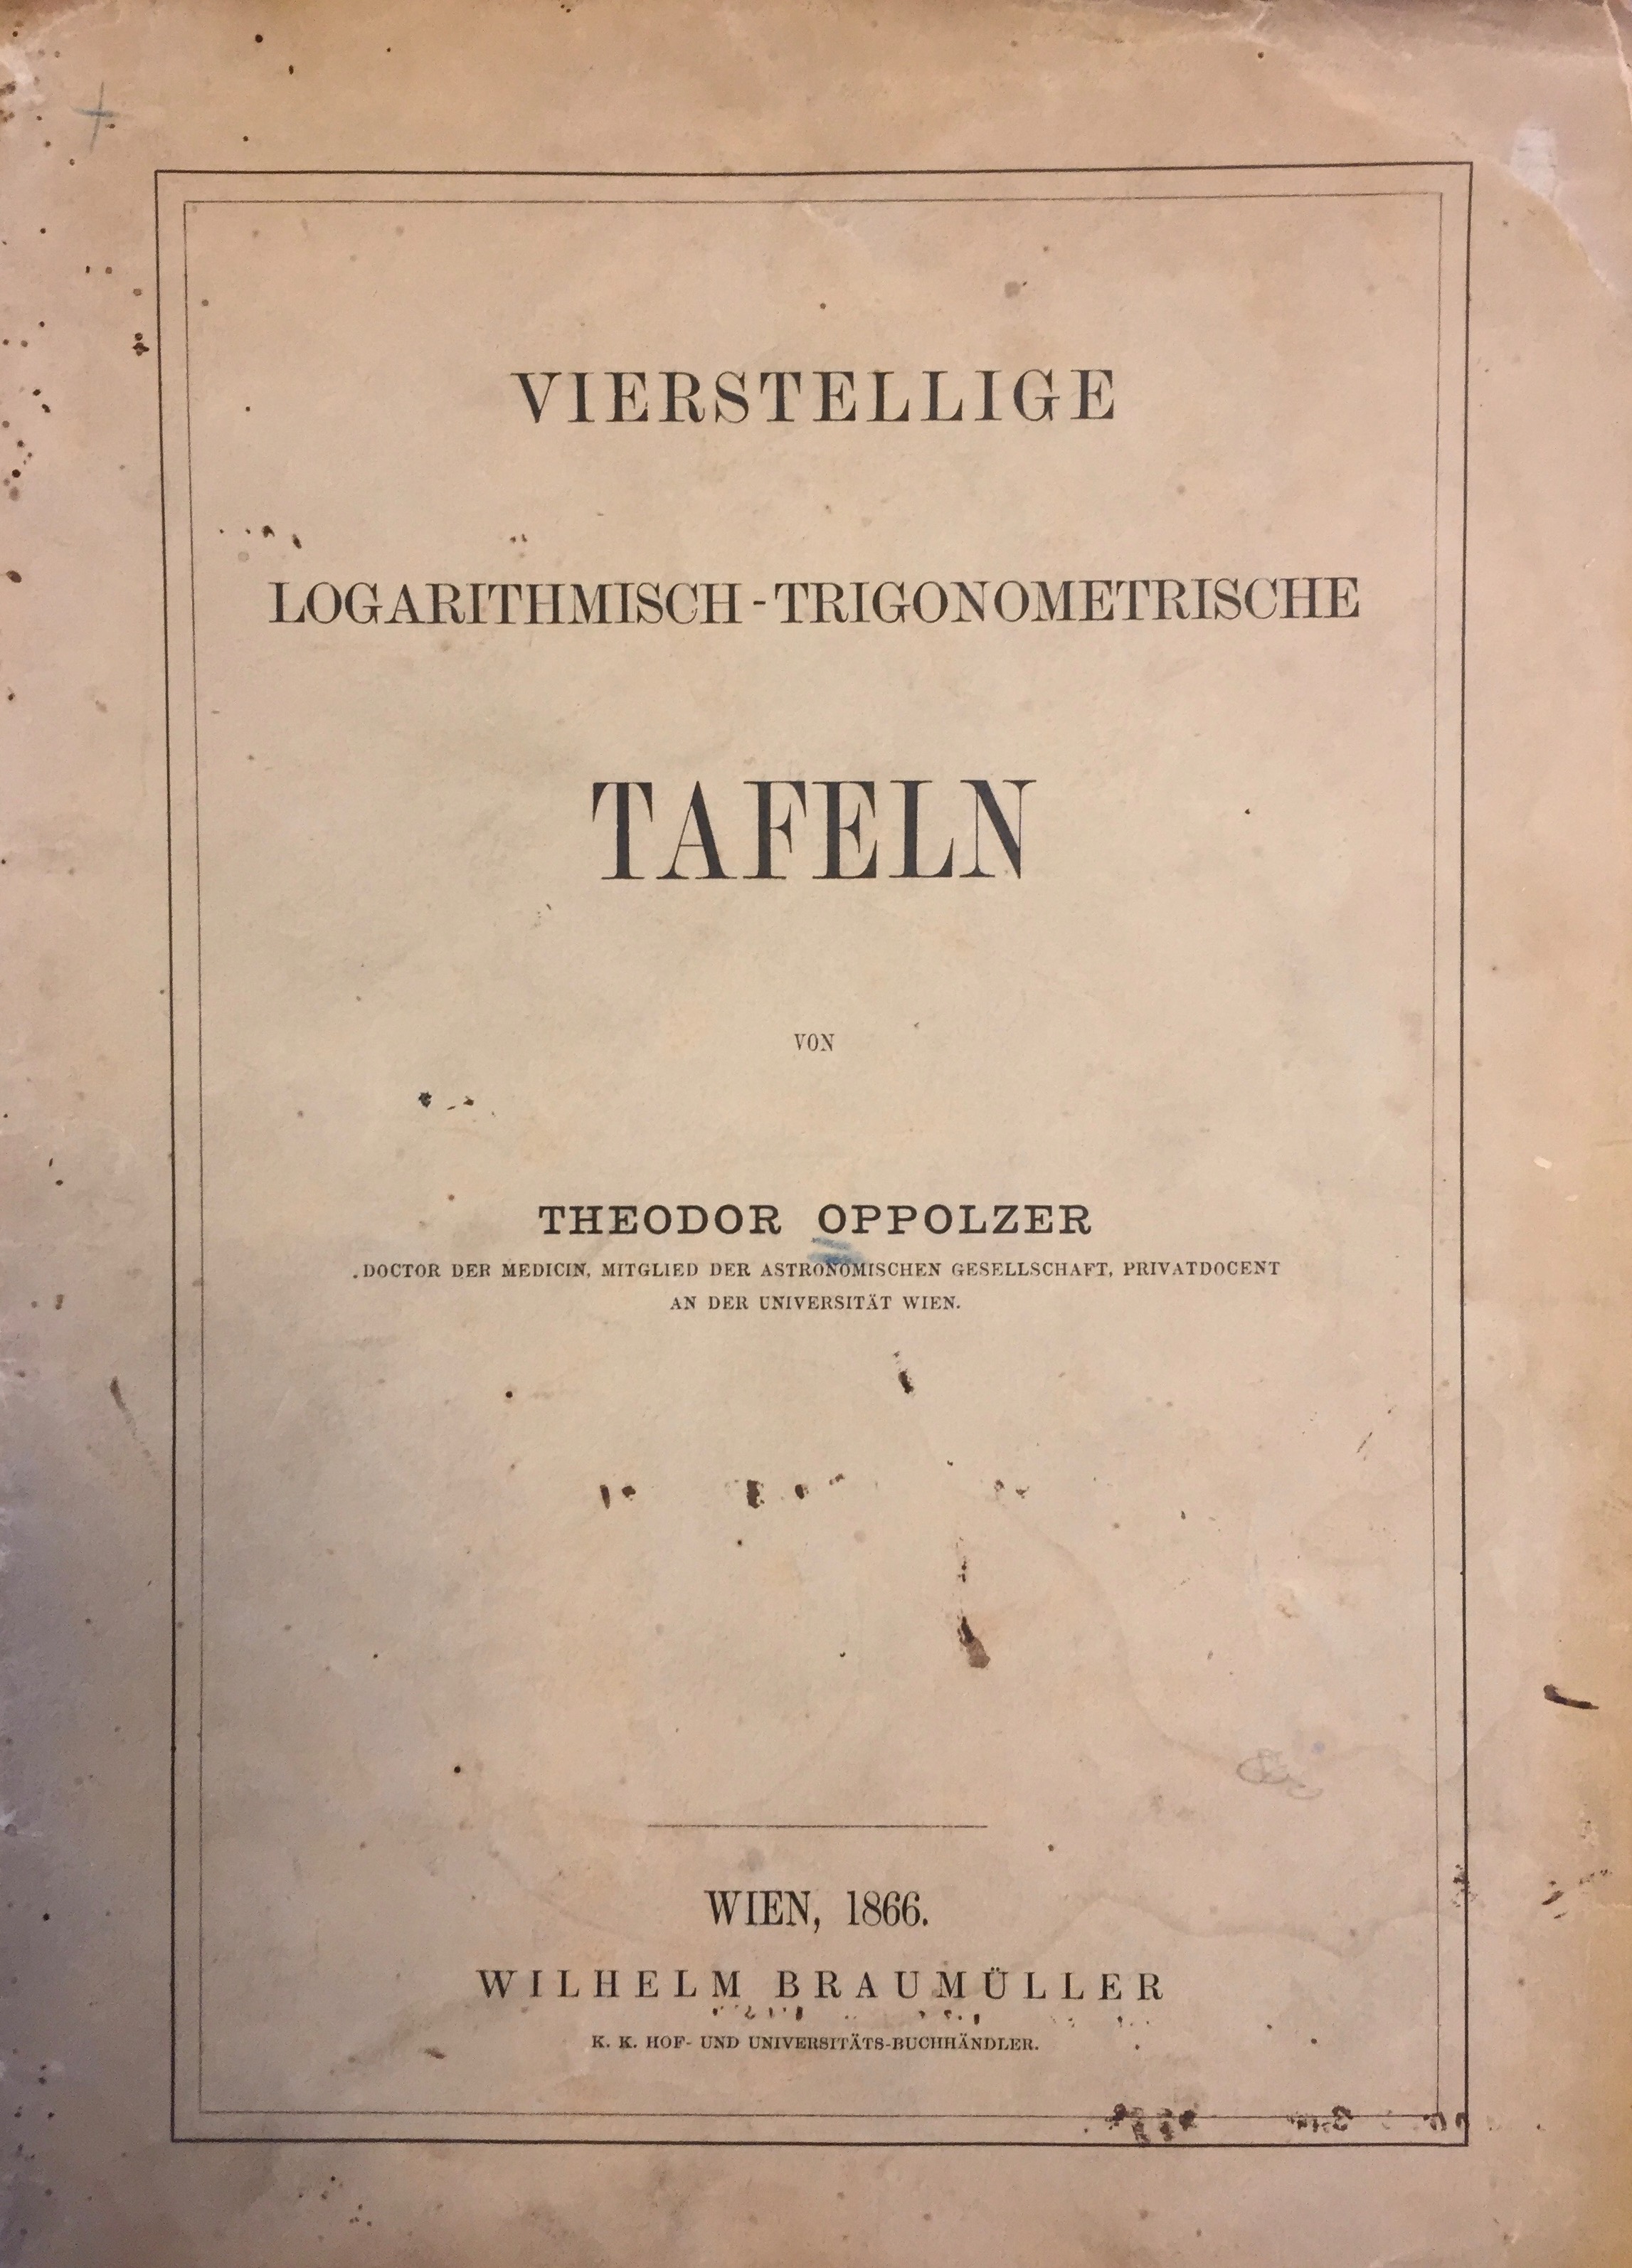 VIERSTELLIGE
LOGARITHMISCH-TRIGONOMETRISCHE
TAFELN
VON
THEODOR OPPOLZER
DOCTOR DER MEDICIN, MITGLIED DER ASTRONOMISCHEN GESELLSCHAFT, PRIVATDOCENT
AN DER UNIVERSITÄT WIEN.
WIEN, 1866.
WILHELM BRAUMÜLLER
K. K. HOF- UND UNIVERSITÄTS-BUCHHÄNDLER.